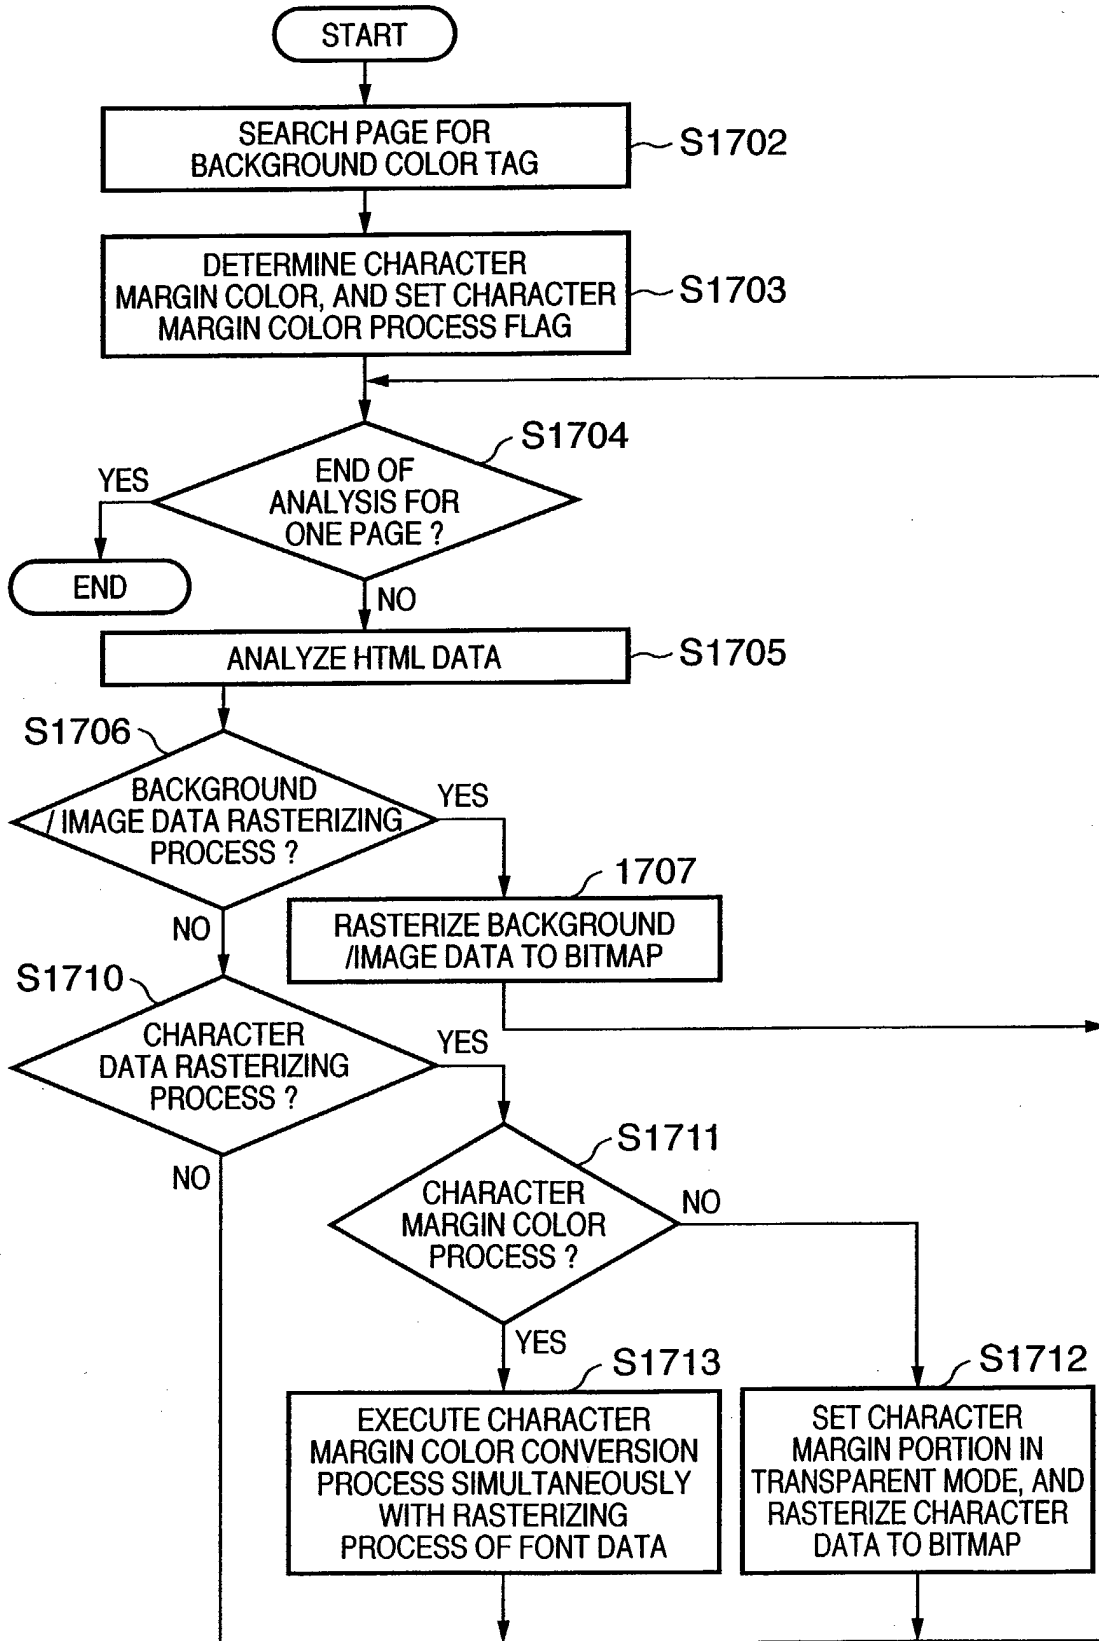 START
SEARCH PAGE FOR
BACKGROUND COLOR TAG
S1702
DETERMINE CHARACTER
MARGIN COLOR, AND SET CHARACTER
MARGIN COLOR PROCESS FLAG
S1703
S1704
END OF
ANALYSIS FOR
ONE PAGE ?
YES
END
NO
ANALYZE HTML DATA
S1705
S1706
BACKGROUND
/ IMAGE DATA RASTERIZING
PROCESS ?
YES
NO
1707
RASTERIZE BACKGROUND
/IMAGE DATA TO BITMAP
S1710
CHARACTER
DATA RASTERIZING
PROCESS ?
YES
NO
S1711
CHARACTER
MARGIN COLOR
PROCESS ?
NO
YES
S1713
EXECUTE CHARACTER
MARGIN COLOR CONVERSION
PROCESS SIMULTANEOUSLY
WITH RASTERIZING
PROCESS OF FONT DATA
S1712
SET CHARACTER
MARGIN PORTION IN
TRANSPARENT MODE, AND
RASTERIZE CHARACTER
DATA TO BITMAP